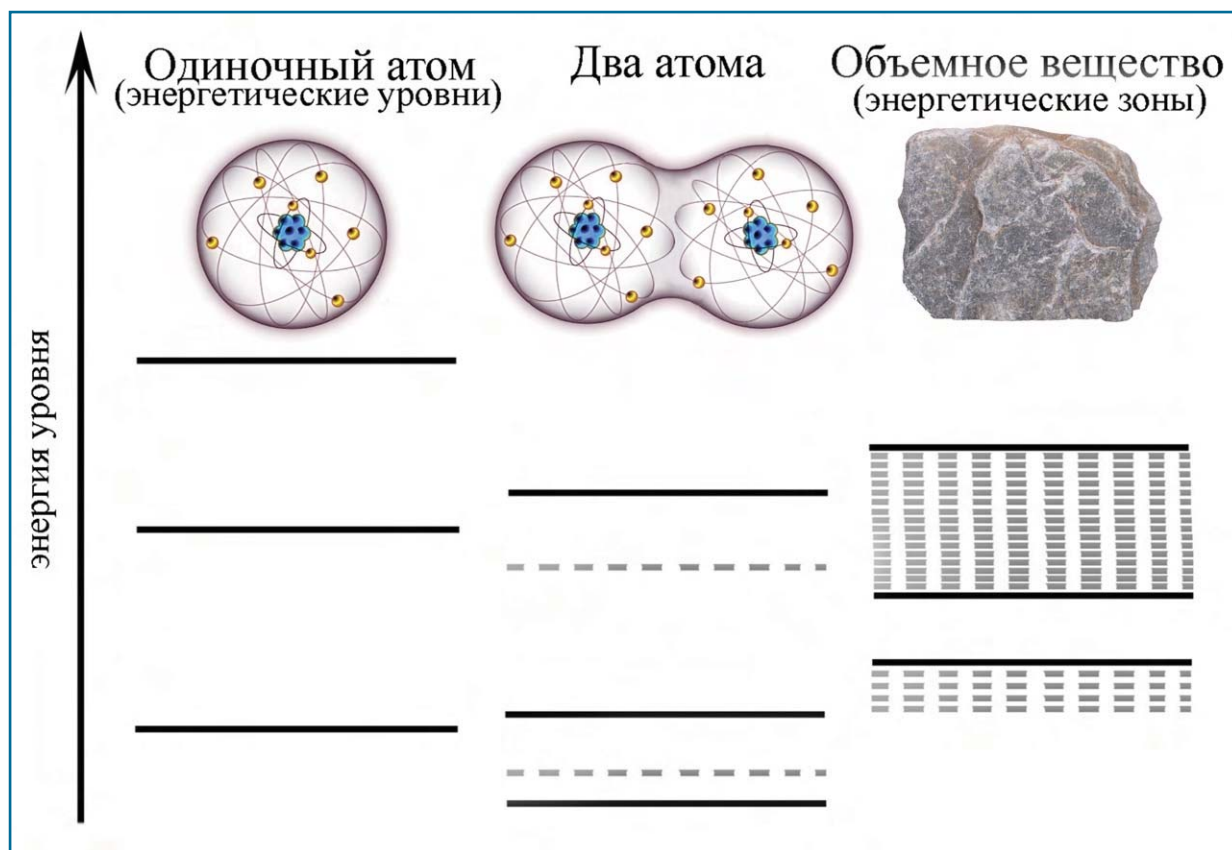 Одиночный атом
(энергетические уровни)
Два атома
Объемное вещество
(энергетические зоны)
энергия уровня